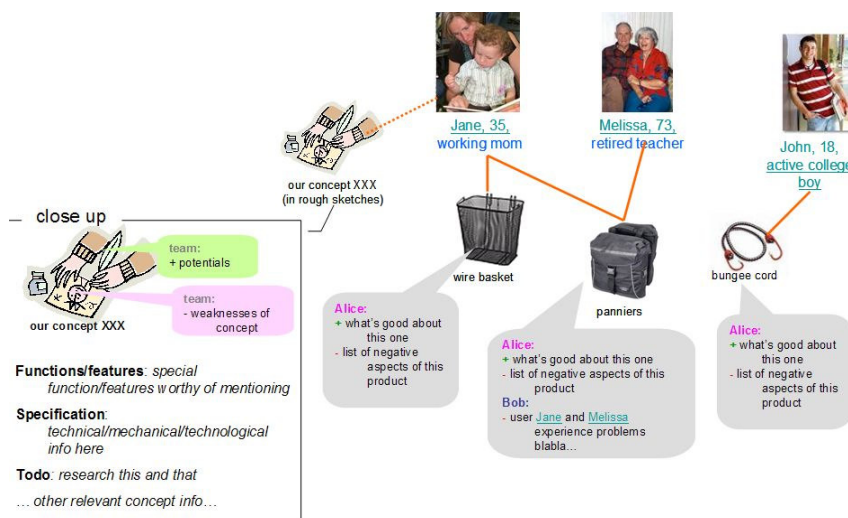 Jane, 35,
working mom
Melissa, 73,
retired teacher
John, 18,
active college
boy
our concept XXX
(in rough sketches)
wire basket
panniers
bungee cord
close up
team:
+ potentials
team:
- weaknesses of
concept
our concept XXX
Functions/features: special
function/features worthy of mentioning
Specification:
technical/mechanical/technological
info here
Todo: research this and that
… other relevant concept info…
Alice:
+ what's good about
this one
- list of negative
aspects of this
product
Alice:
+ what's good about this one
- list of negative aspects of this
product
Bob:
- user Jane and Melissa
experience problems
blabla…
Alice:
+ what's good about
this one
- list of negative
aspects of this
product